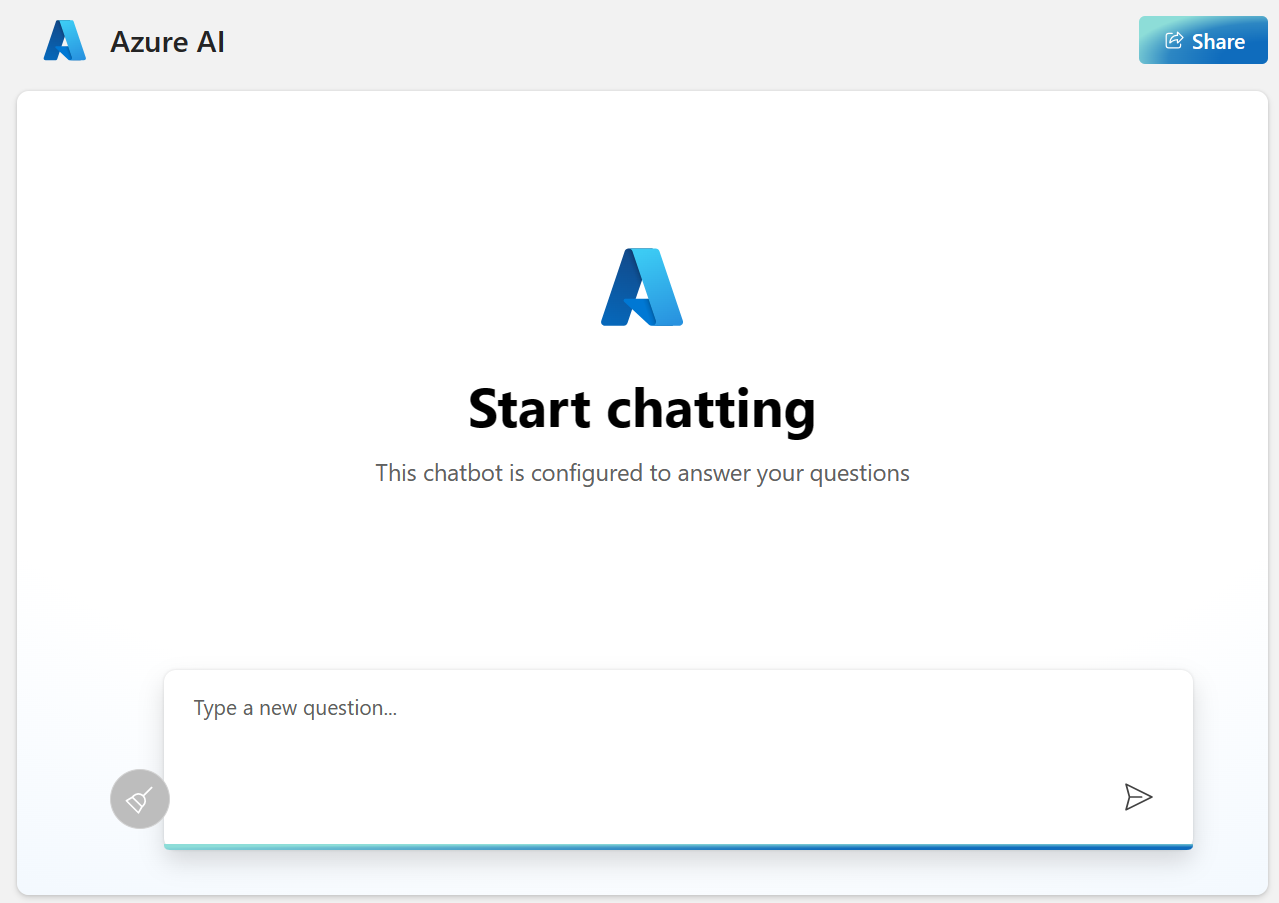 Azure AI
Share
Start chatting
This chatbot is configured to answer your questions
Type a new question...